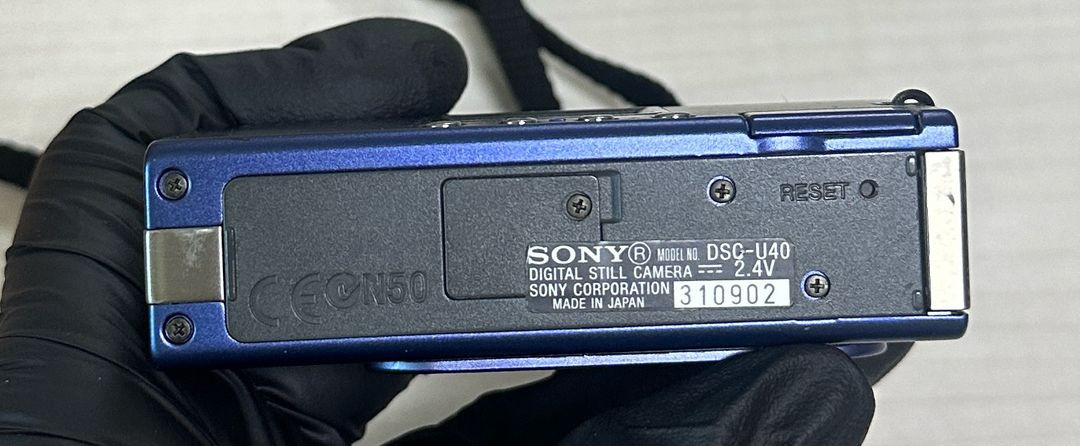 RESET
SONY® MODEL NO. DSC-U40
DIGITAL STILL CAMERA ⎓ 2.4V
SONY CORPORATION 310902
MADE IN JAPAN
CE N50